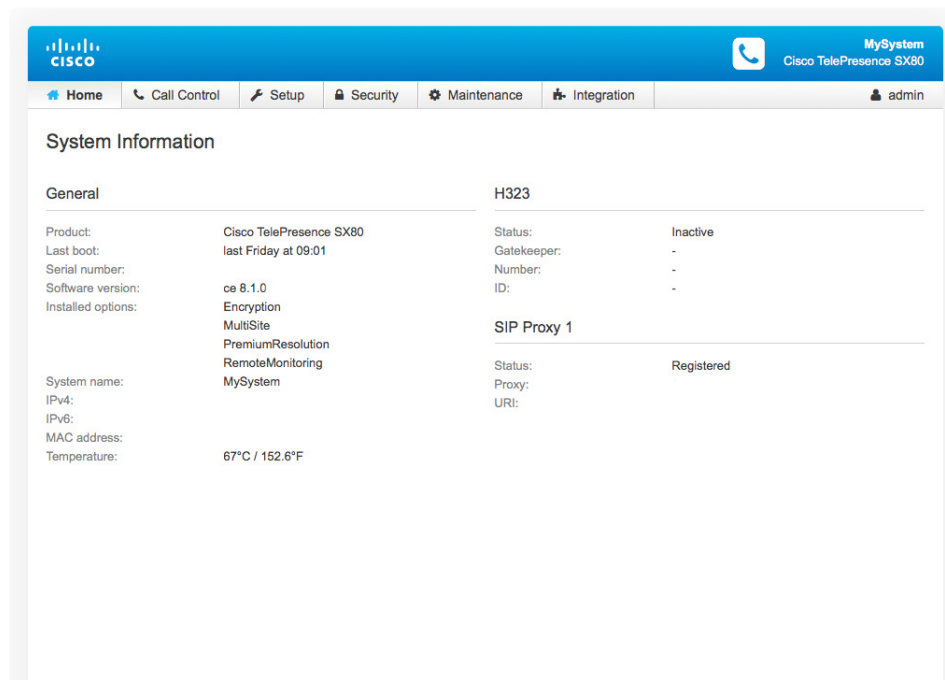 CISCO
MySystem
Cisco TelePresence SX80
Home
Call Control
Setup
Security
Maintenance
Integration
admin
System Information
General
Product: Cisco TelePresence SX80
Last boot: last Friday at 09:01
Serial number:
Software version: ce 8.1.0
Installed options: Encryption
MultiSite
PremiumResolution
RemoteMonitoring
System name: MySystem
IPv4:
IPv6:
MAC address:
Temperature: 67°C / 152.6°F
H323
Status: Inactive
Gatekeeper: -
Number: -
ID: -
SIP Proxy 1
Status: Registered
Proxy:
URI: